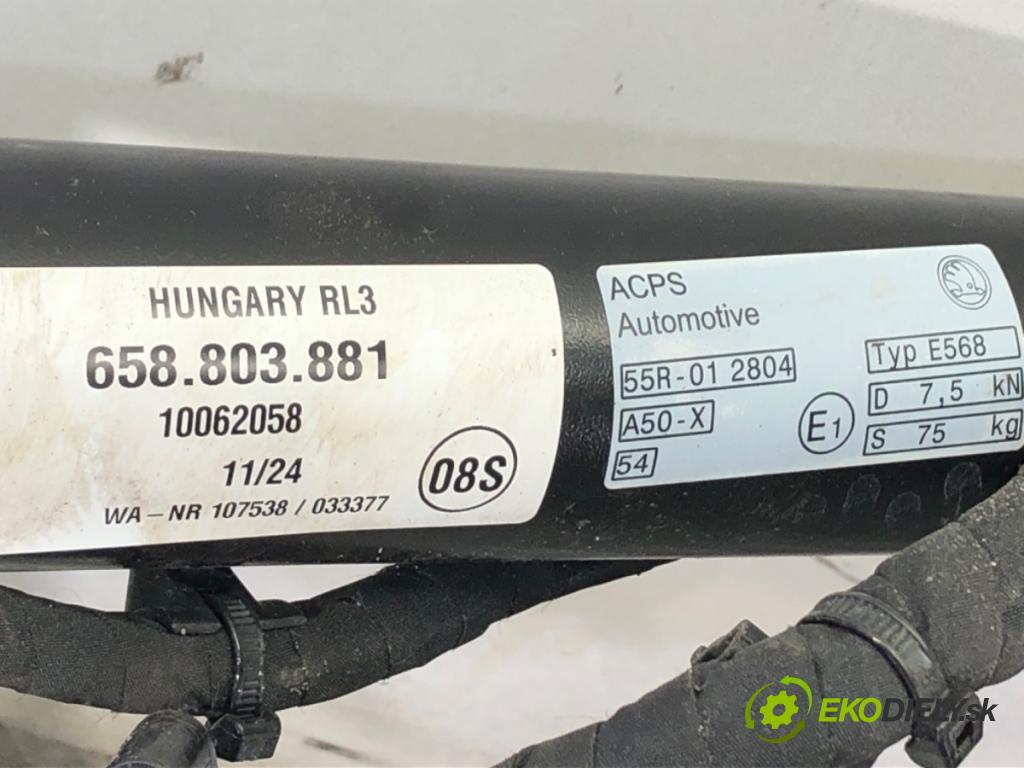 HUNGARY RL3
658.803.881
10062058
11/24
08S
WA-NR 107538 / 033377
ACPS
Automotive
55R-01 2804
A50-X
54
E1
Typ E568
D 7,5 kN
S 75 kg
EKODIELY.sk